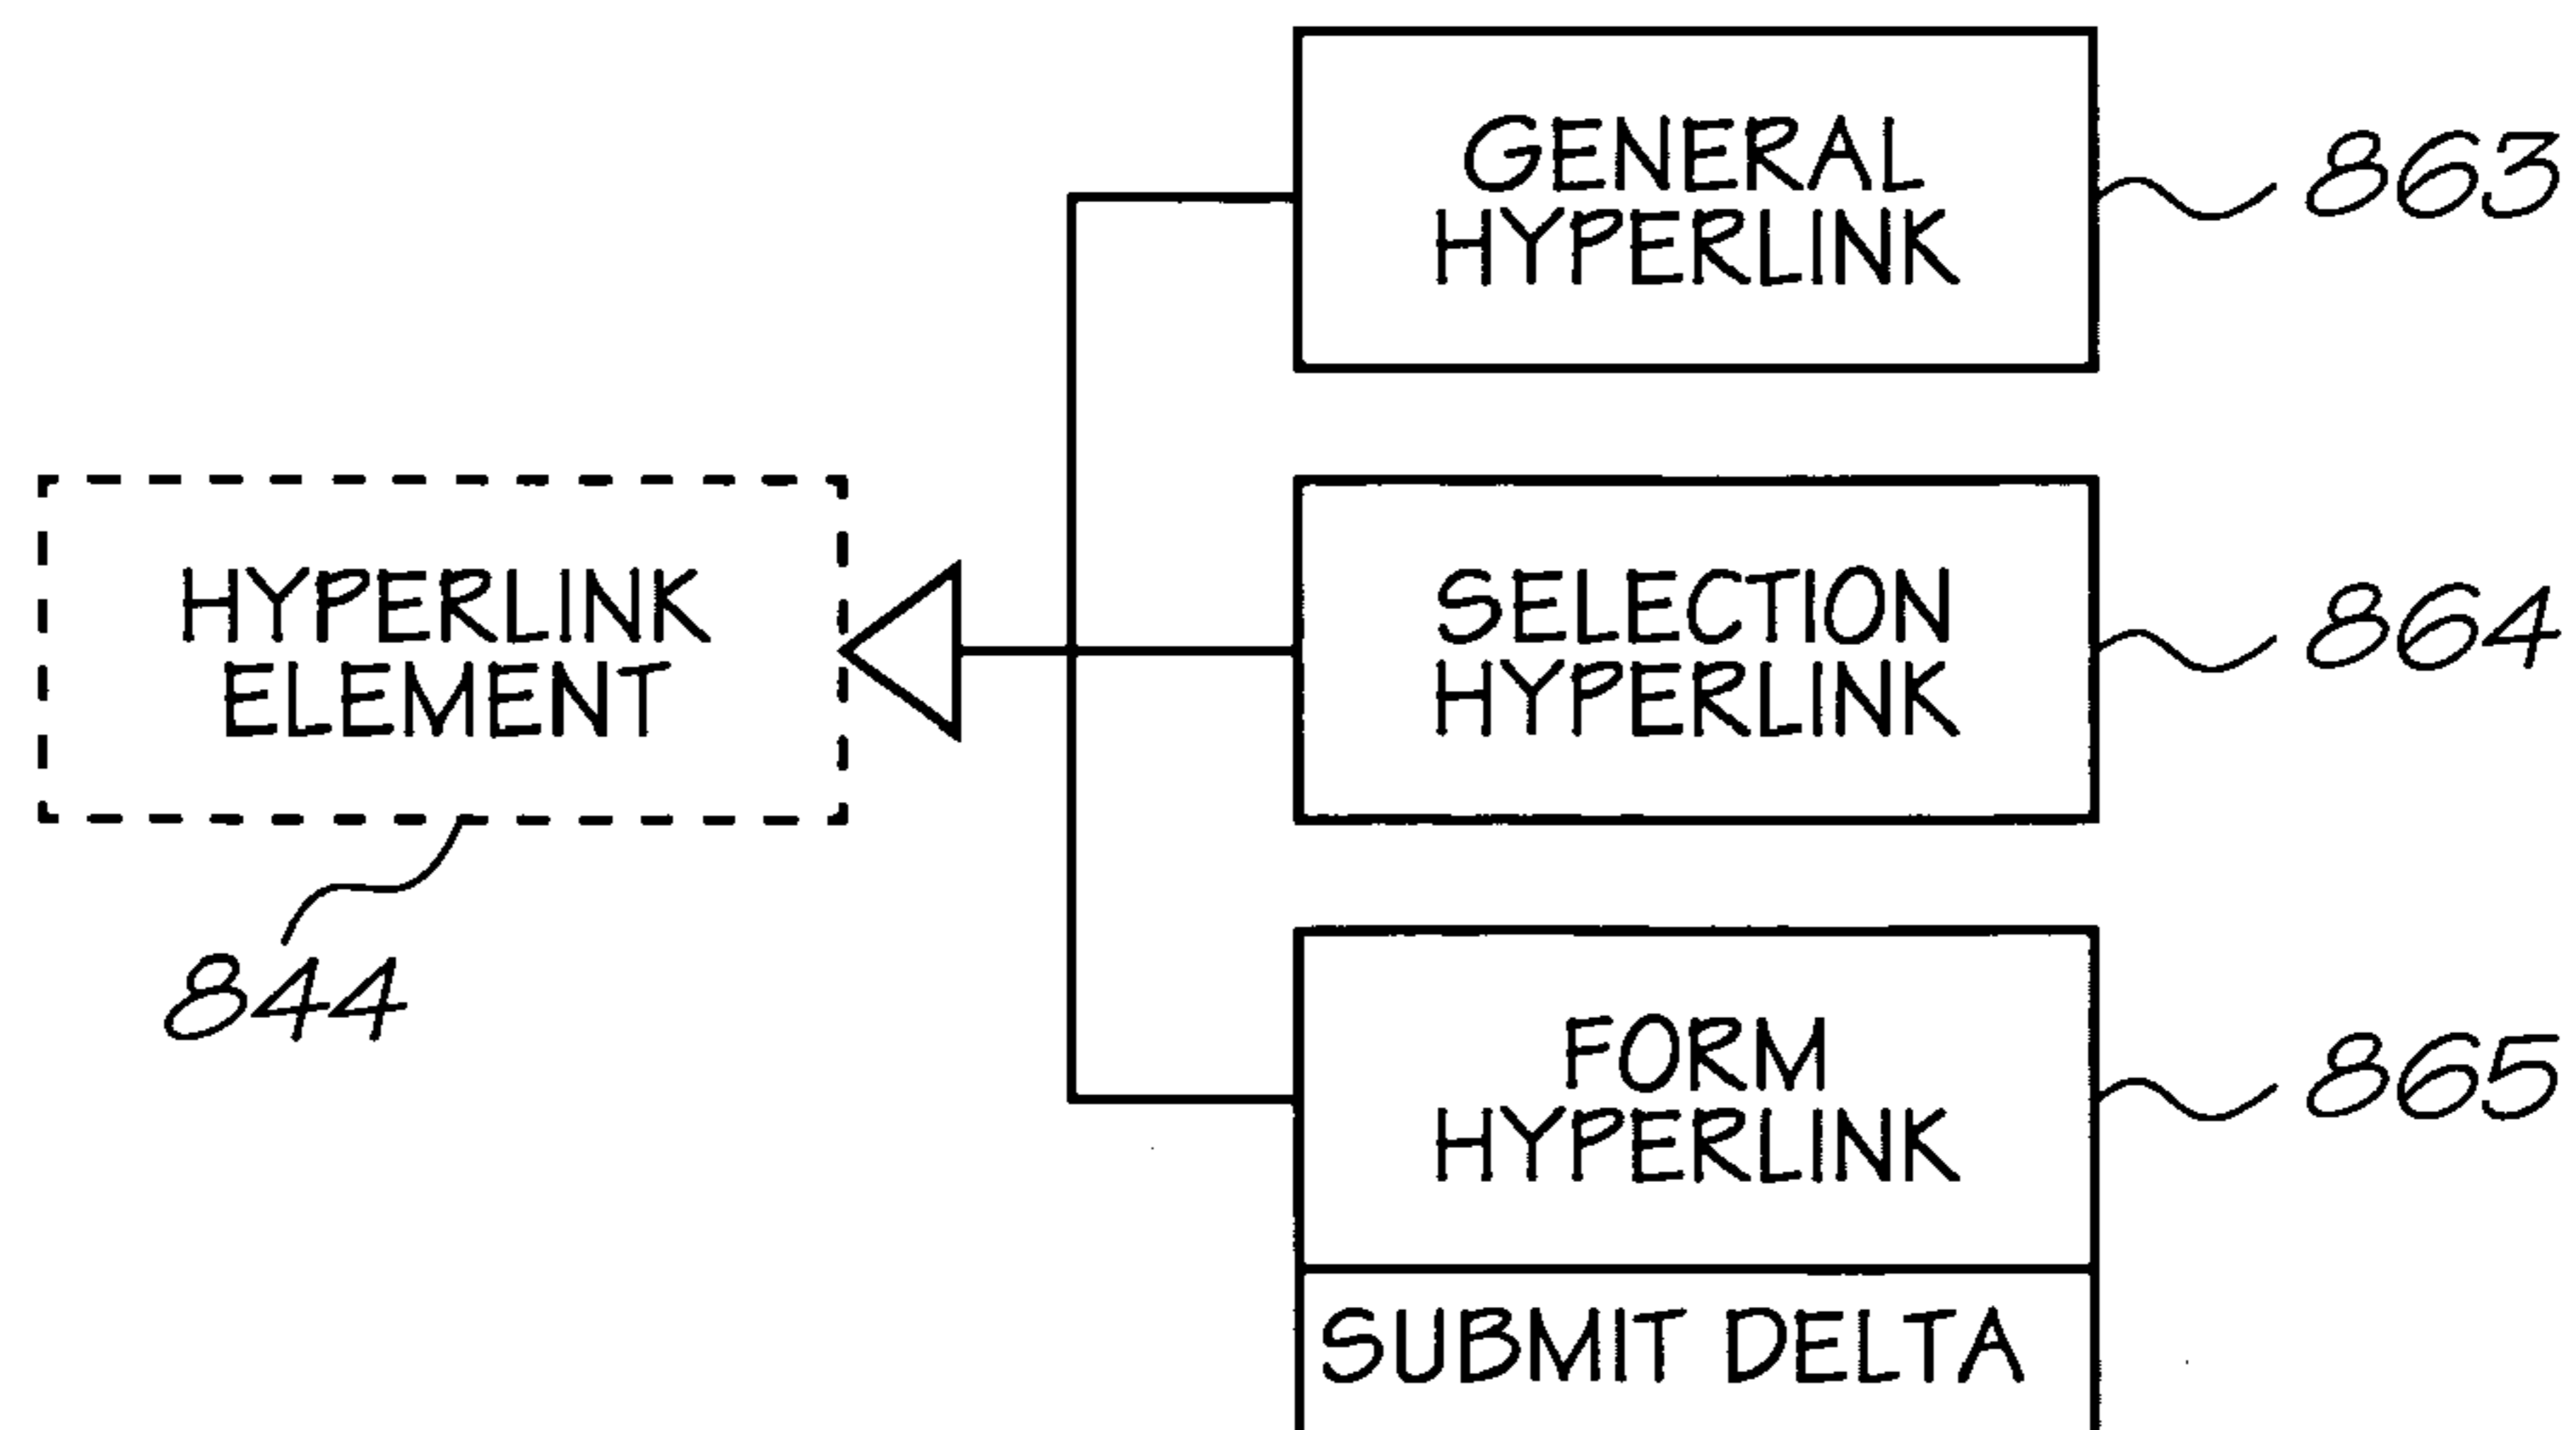 GENERAL
HYPERLINK
863
HYPERLINK
ELEMENT
844
SELECTION
HYPERLINK
864
FORM
HYPERLINK
865
SUBMIT DELTA